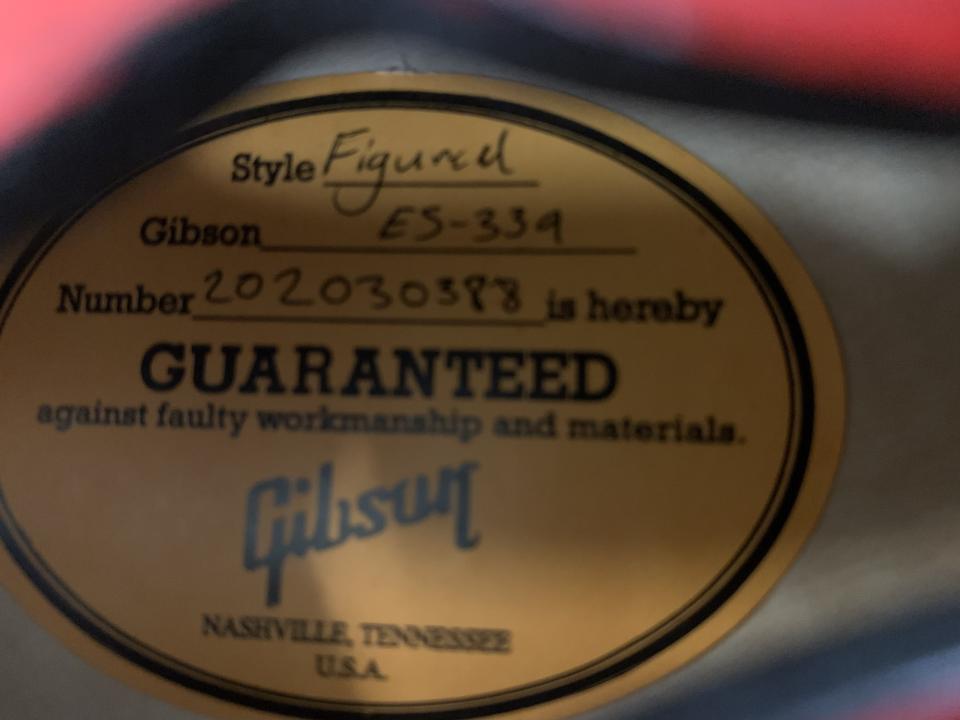 Style Figured
Gibson ES-339
Number 202030388 is hereby
GUARANTEED
against faulty workmanship and materials.
Gibson
NASHVILLE, TENNESSEE
U.S.A.